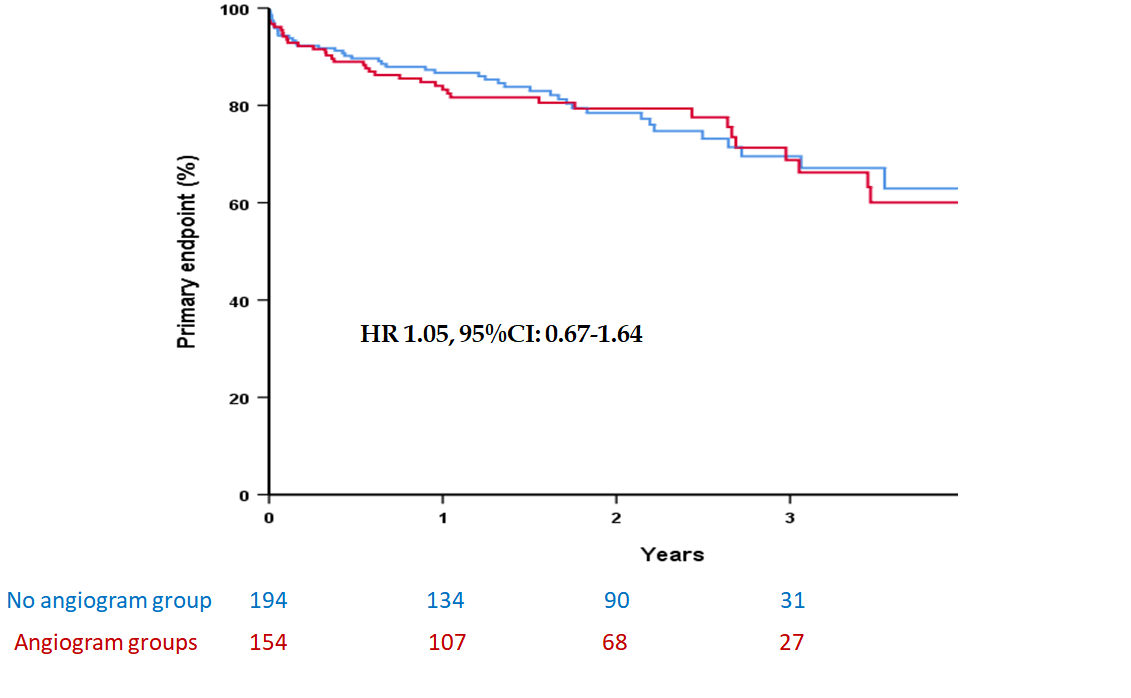 100
80
60
40
20
0
Primary endpoint (%)
HR 1.05, 95%CI: 0.67-1.64
0 1 2 3
Years
No angiogram group 194 134 90 31
Angiogram groups 154 107 68 27